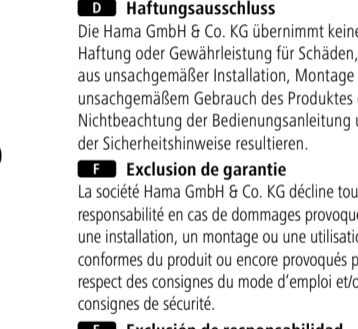 D Haftungsausschluss
Die Hama GmbH & Co. KG übernimmt keine
Haftung oder Gewährleistung für Schäden,
aus unsachgemäßer Installation, Montage
unsachgemäßem Gebrauch des Produktes
Nichtbeachtung der Bedienungsanleitung
der Sicherheitshinweise resultieren.
F Exclusion de garantie
La société Hama GmbH & Co. KG décline tou
responsabilité en cas de dommages provoqué
une installation, un montage ou une utilisatio
conformes du produit ou encore provoqués p
respect des consignes du mode d'emploi et/o
consignes de sécurité.
E Exclusión de responsabilidad